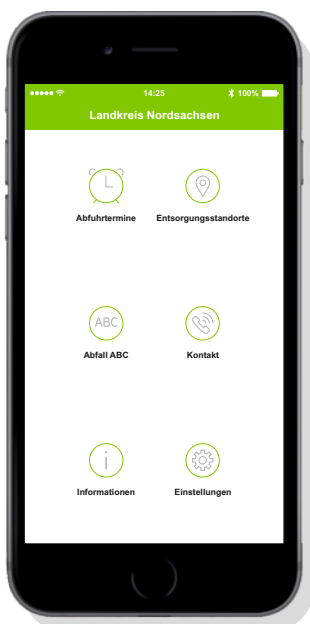 14:25 100%
Landkreis Nordsachsen
Abfuhrtermine Entsorgungsstandorte
ABC
Abfall ABC Kontakt
i
Informationen Einstellungen